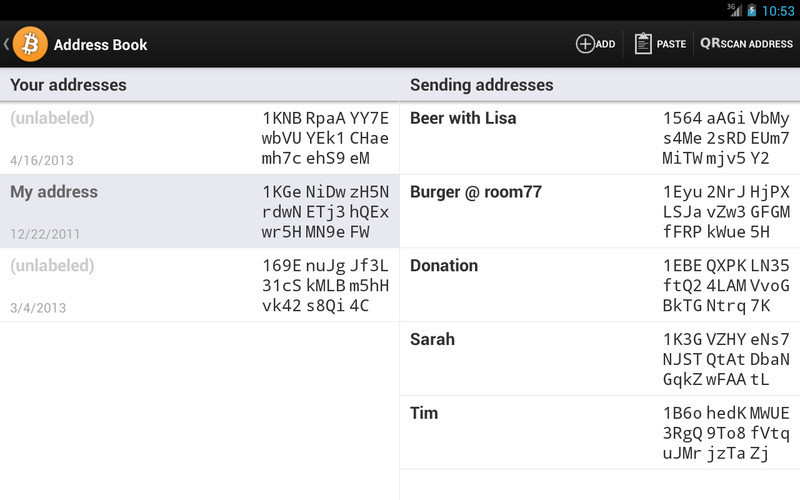 3G 10:53
Address Book
ADD PASTE QR SCAN ADDRESS
Your addresses
(unlabeled) 1KNB RpaA YY7E
wbVU YEk1 CHae
4/16/2013 mh7c ehS9 eM
My address 1KGe NiDw zH5N
rdwN ETj3 hQEx
12/22/2011 wr5H MN9e FW
(unlabeled) 169E nuJg Jf3L
31cS kMLB m5hH
3/4/2013 vk42 s8Qi 4C
Sending addresses
Beer with Lisa 1564 aAGi VbMy
s4Me 2sRD EUm7
MiTW mjv5 Y2
Burger @ room77 1Eyu 2NrJ HjPX
LSJa vZw3 GFGM
fFRP kWue 5H
Donation 1EBE QXPK LN35
ftQ2 4LAM VvoG
BkTG Ntrq 7K
Sarah 1K3G VZHY eNs7
NJST QtAt DbaN
GqkZ wFAA tL
Tim 1B6o hedK MWUE
3RgQ 9To8 fVtq
uJMr jzTa Zj